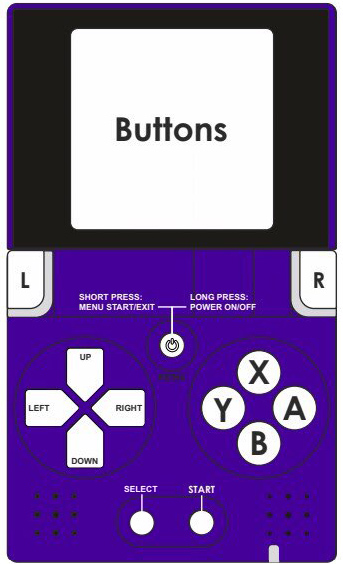 Buttons
L
R
SHORT PRESS:
MENU START/EXIT
LONG PRESS:
POWER ON/OFF
UP
LEFT
RIGHT
DOWN
X
Y
A
B
SELECT
START